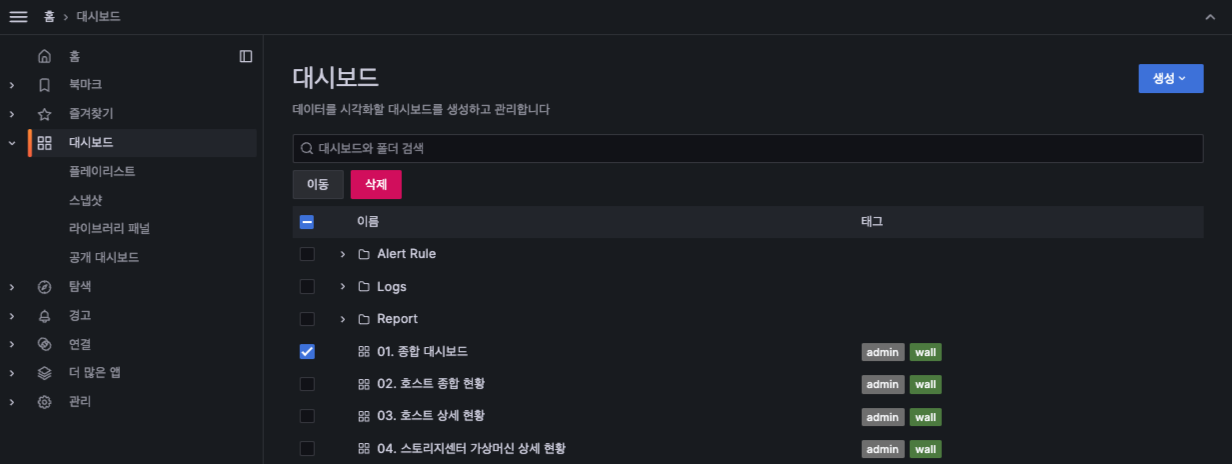 홈 › 대시보드
홈
북마크
즐겨찾기
대시보드
플레이리스트
스냅샷
라이브러리 패널
공개 대시보드
탐색
경고
연결
더 많은 앱
관리
대시보드
생성
데이터를 시각화할 대시보드를 생성하고 관리합니다
대시보드와 폴더 검색
이동 삭제
이름 태그
Alert Rule
Logs
Report
01. 종합 대시보드 admin wall
02. 호스트 종합 현황 admin wall
03. 호스트 상세 현황 admin wall
04. 스토리지센터 가상머신 상세 현황 admin wall